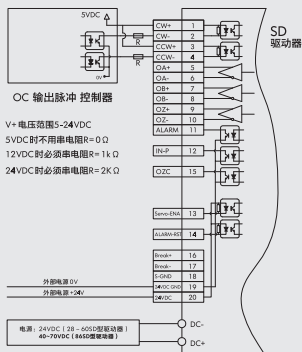 5VDC
0V
R
R
CW+ 1
CW- 2
CCW+ 3
CCW- 4
OA+ 5
OA- 6
OB+ 7
OB- 8
OZ+ 9
OZ- 10
ALARM 11
IN-P 12
OZC 15
Servo-ENA 13
ALARM-RST 14
Break+ 16
Break- 17
S-GND 18
24VDC GND 19
24VDC 20
SD
驱动器
OC 输出脉冲 控制器
V+电压范围5-24VDC
5VDC时不用串电阻R=0Ω
12VDC时必须串电阻R=1kΩ
24VDC时必须串电阻R=2KΩ
外部电源 0V
外部电源 +24V
电源：24VDC（28-60SD型驱动器）
40~70VDC（86SD型驱动器）
DC-
DC+